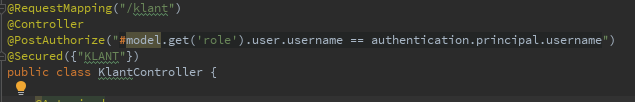 @RequestMapping("/klant")
@Controller
@PostAuthorize("#model.get('role').user.username == authentication.principal.username")
@Secured({"KLANT"})
public class KlantController {